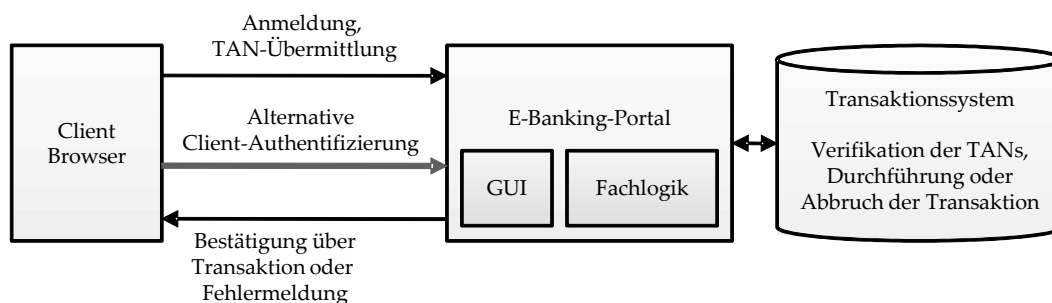 Anmeldung,
TAN-Übermittlung
Client
Browser
Alternative
Client-Authentifizierung
Bestätigung über
Transaktion oder
Fehlermeldung
E-Banking-Portal
GUI
Fachlogik
Transaktionssystem
Verifikation der TANs,
Durchführung oder
Abbruch der Transaktion